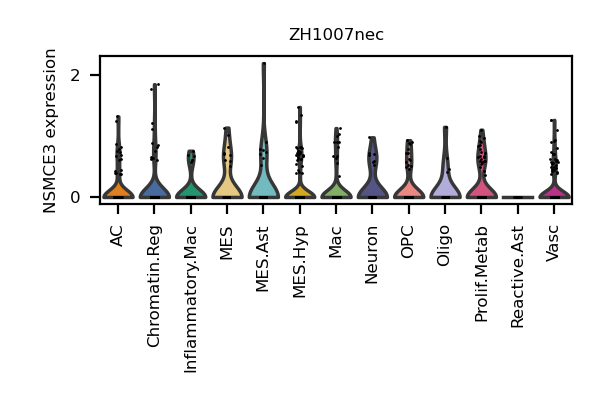 ZH1007nec
NSMCE3 expression
2
0
AC
Chromatin.Reg
Inflammatory.Mac
MES
MES.Ast
MES.Hyp
Mac
Neuron
OPC
Oligo
Prolif.Metab
Reactive.Ast
Vasc